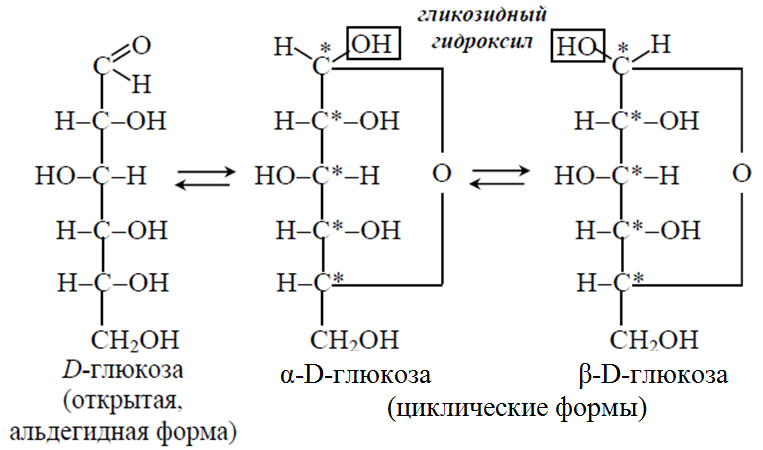 гликозидный
гидроксил
O
C
H
H–C–OH
HO–C–H
H–C–OH
H–C–OH
CH₂OH
D-глюкоза
(открытая,
альдегидная форма)
H * OH
C
H–C*–OH
HO–C*–H O
H–C*–OH
H–C*
CH₂OH
α-D-глюкоза
HO * H
C
H–C*–OH
HO–C*–H O
H–C*–OH
H–C*
CH₂OH
β-D-глюкоза
(циклические формы)